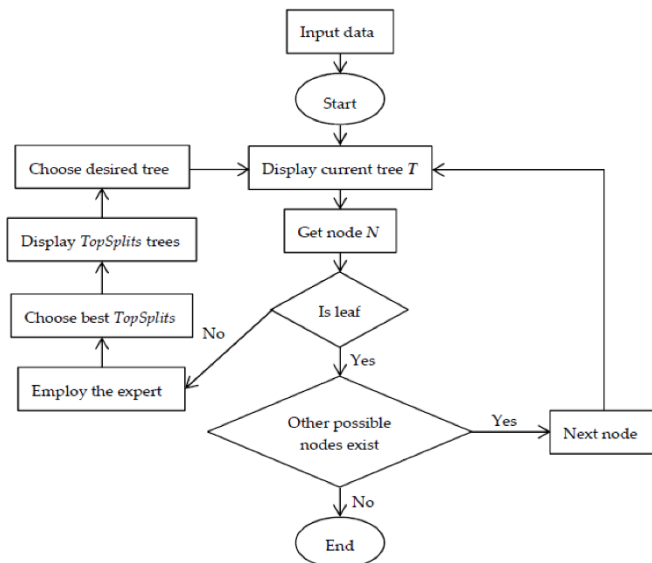 Input data
Start
Choose desired tree
Display current tree T
Display TopSplits trees
Get node N
Choose best TopSplits
Is leaf
No
Yes
Employ the expert
Other possible
nodes exist
Yes
Next node
No
End